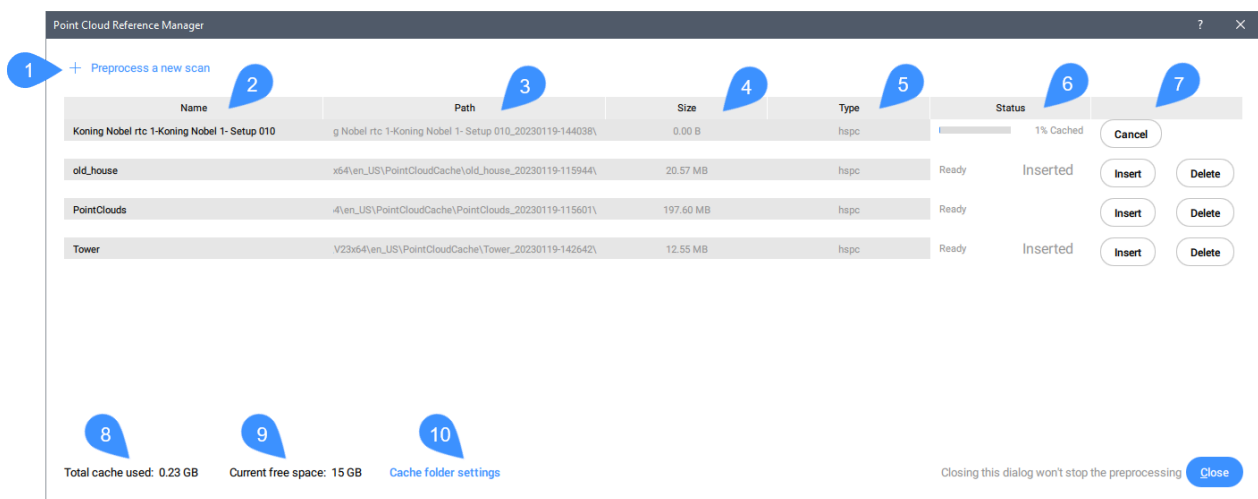 Point Cloud Reference Manager ? ×
1 + Preprocess a new scan
2 3 4 5 6 7
Name Path Size Type Status
Koning Nobel rtc 1-Koning Nobel 1- Setup 010 g Nobel rtc 1-Koning Nobel 1- Setup 010_20230119-144038\ 0.00 B hspc 1% Cached Cancel
old_house x64\en_US\PointCloudCache\old_house_20230119-115944\ 20.57 MB hspc Ready Inserted Insert Delete
PointClouds 4\en_US\PointCloudCache\PointClouds_20230119-115601\ 197.60 MB hspc Ready Insert Delete
Tower V23x64\en_US\PointCloudCache\Tower_20230119-142642\ 12.55 MB hspc Ready Inserted Insert Delete
8 9 10
Total cache used: 0.23 GB Current free space: 15 GB Cache folder settings Closing this dialog won't stop the preprocessing Close